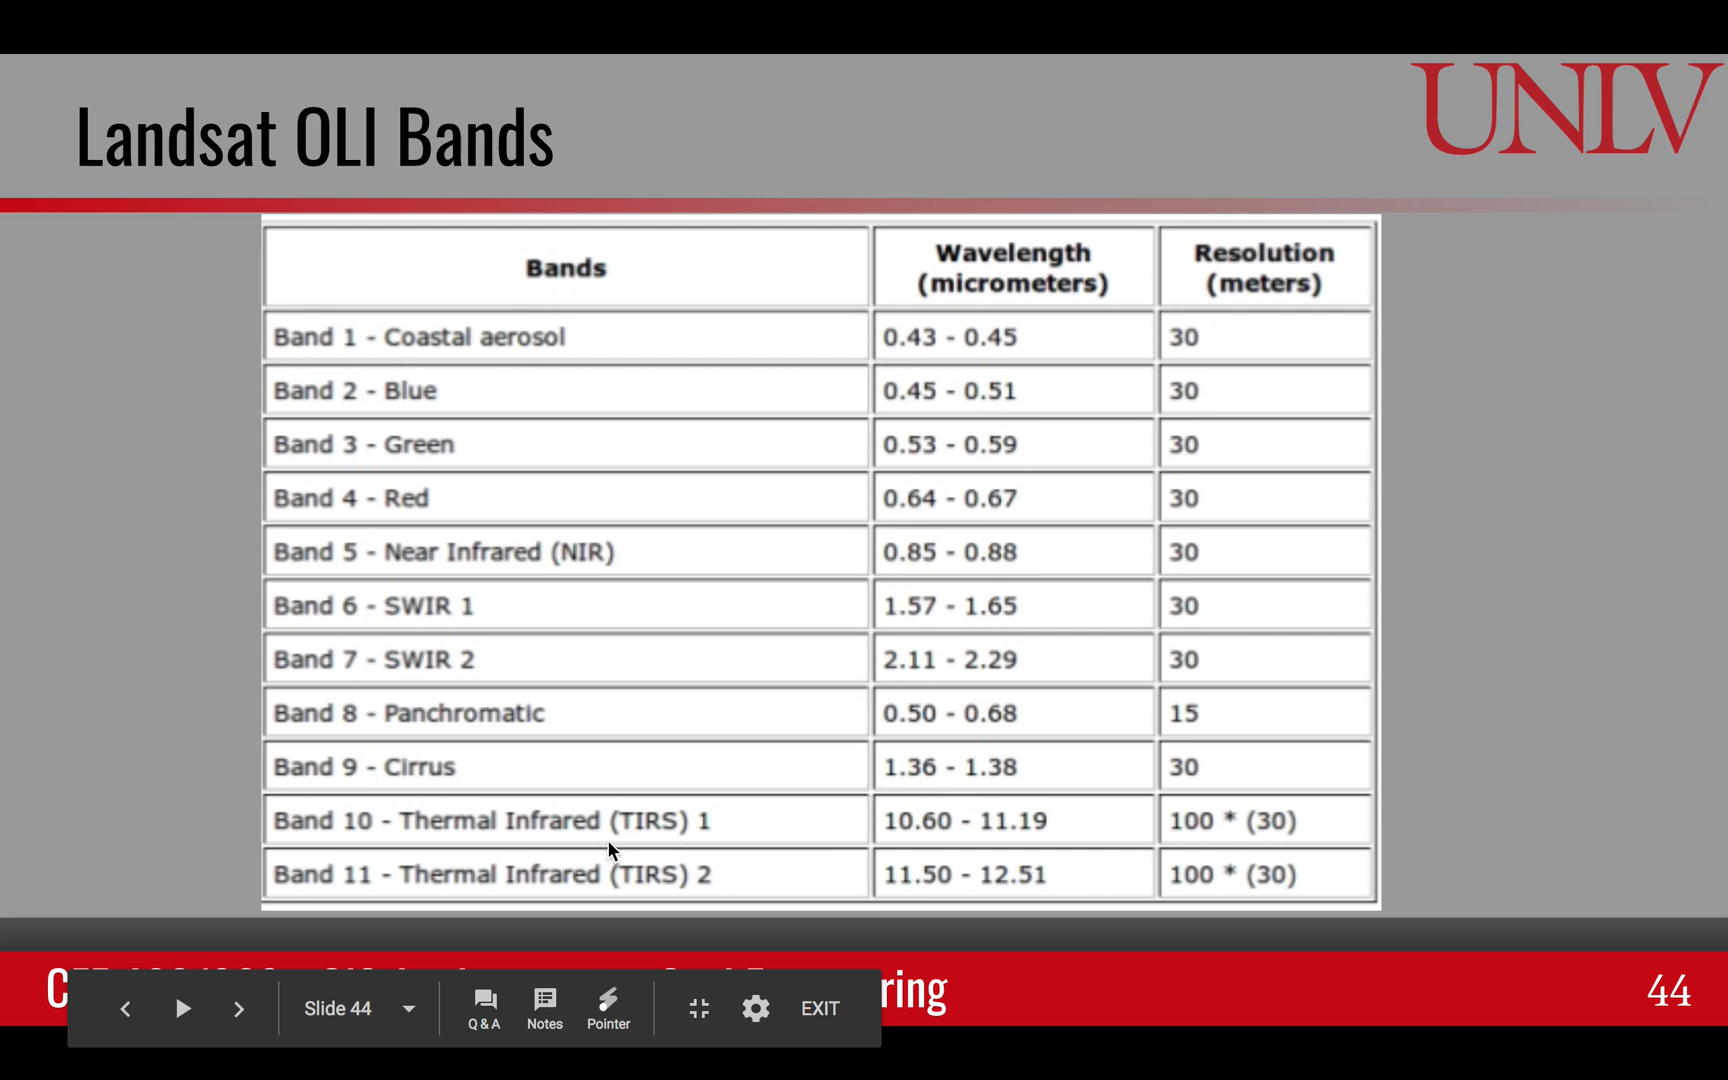 Landsat OLI Bands
UNLV
Bands Wavelength (micrometers) Resolution (meters)
Band 1 - Coastal aerosol 0.43 - 0.45 30
Band 2 - Blue 0.45 - 0.51 30
Band 3 - Green 0.53 - 0.59 30
Band 4 - Red 0.64 - 0.67 30
Band 5 - Near Infrared (NIR) 0.85 - 0.88 30
Band 6 - SWIR 1 1.57 - 1.65 30
Band 7 - SWIR 2 2.11 - 2.29 30
Band 8 - Panchromatic 0.50 - 0.68 15
Band 9 - Cirrus 1.36 - 1.38 30
Band 10 - Thermal Infrared (TIRS) 1 10.60 - 11.19 100 * (30)
Band 11 - Thermal Infrared (TIRS) 2 11.50 - 12.51 100 * (30)
44
Slide 44 Q & A Notes Pointer EXIT